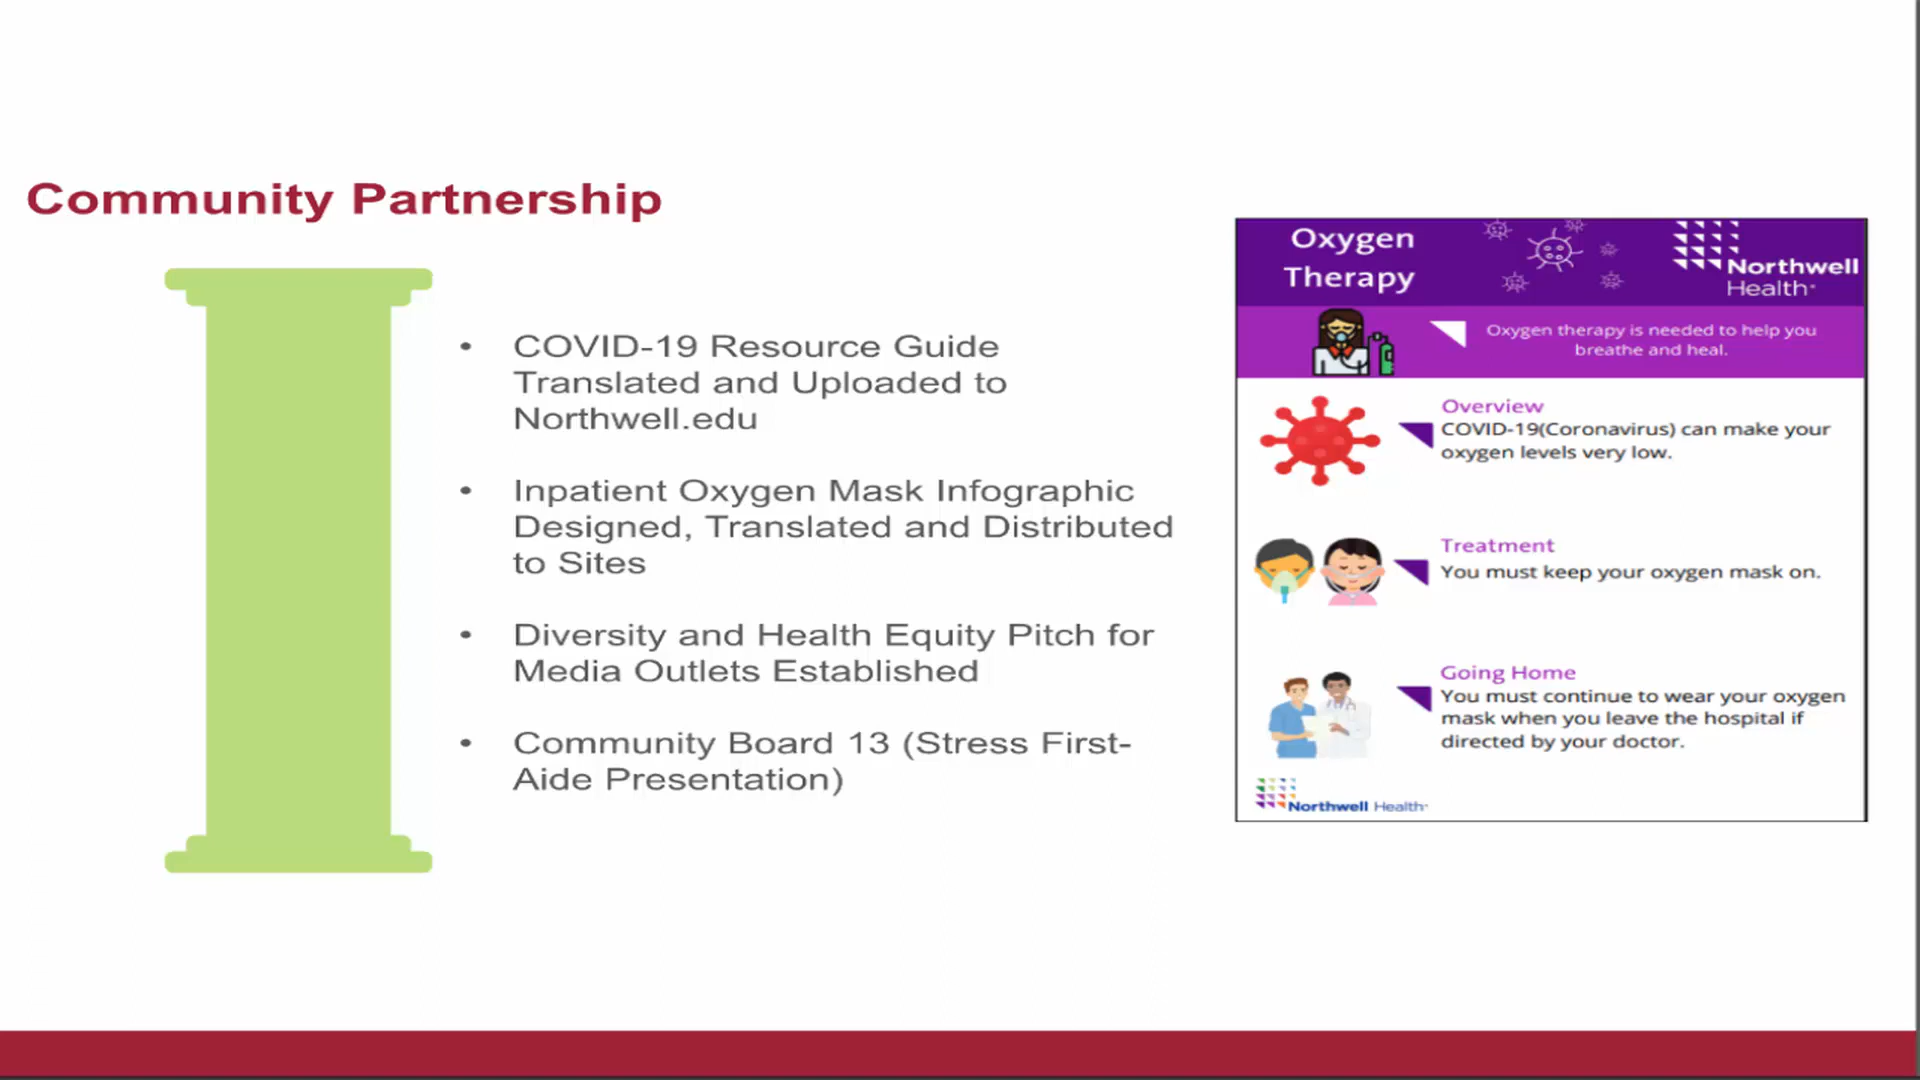 Community Partnership
• COVID-19 Resource Guide
Translated and Uploaded to
Northwell.edu
• Inpatient Oxygen Mask Infographic
Designed, Translated and Distributed
to Sites
• Diversity and Health Equity Pitch for
Media Outlets Established
• Community Board 13 (Stress First-
Aide Presentation)
Oxygen
Therapy
Northwell
Health
Oxygen therapy is needed to help you
breathe and heal.
Overview
COVID-19(Coronavirus) can make your
oxygen levels very low.
Treatment
You must keep your oxygen mask on.
Going Home
You must continue to wear your oxygen
mask when you leave the hospital if
directed by your doctor.
Northwell Health